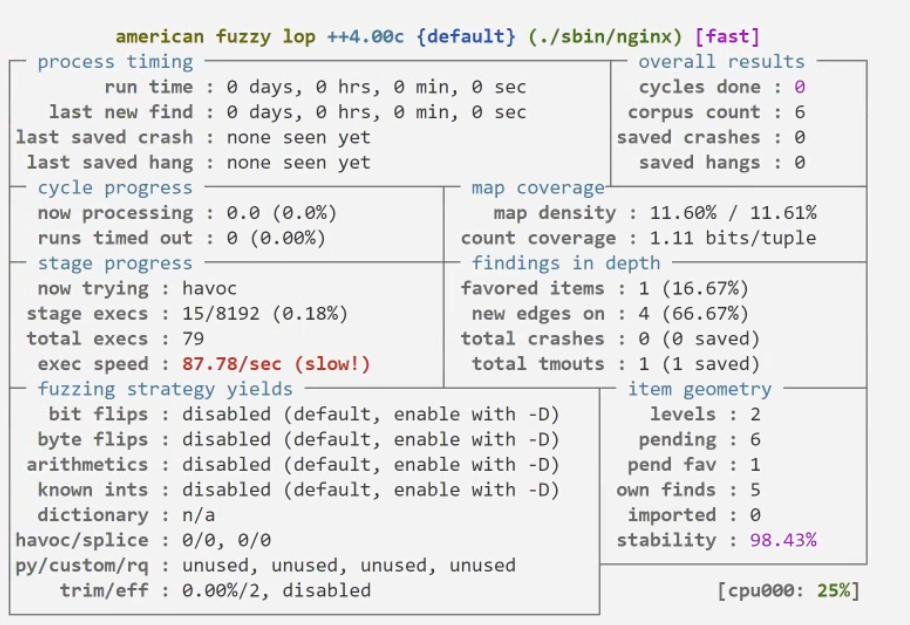 american fuzzy lop ++4.00c {default} (./sbin/nginx) [fast]
process timing
run time : 0 days, 0 hrs, 0 min, 0 sec
last new find : 0 days, 0 hrs, 0 min, 0 sec
last saved crash : none seen yet
last saved hang : none seen yet
overall results
cycles done : 0
corpus count : 6
saved crashes : 0
saved hangs : 0
cycle progress
now processing : 0.0 (0.0%)
runs timed out : 0 (0.00%)
map coverage
map density : 11.60% / 11.61%
count coverage : 1.11 bits/tuple
stage progress
now trying : havoc
stage execs : 15/8192 (0.18%)
total execs : 79
exec speed : 87.78/sec (slow!)
findings in depth
favored items : 1 (16.67%)
new edges on : 4 (66.67%)
total crashes : 0 (0 saved)
total tmouts : 1 (1 saved)
fuzzing strategy yields
bit flips : disabled (default, enable with -D)
byte flips : disabled (default, enable with -D)
arithmetics : disabled (default, enable with -D)
known ints : disabled (default, enable with -D)
dictionary : n/a
havoc/splice : 0/0, 0/0
py/custom/rq : unused, unused, unused, unused
trim/eff : 0.00%/2, disabled
item geometry
levels : 2
pending : 6
pend fav : 1
own finds : 5
imported : 0
stability : 98.43%
[cpu000: 25%]